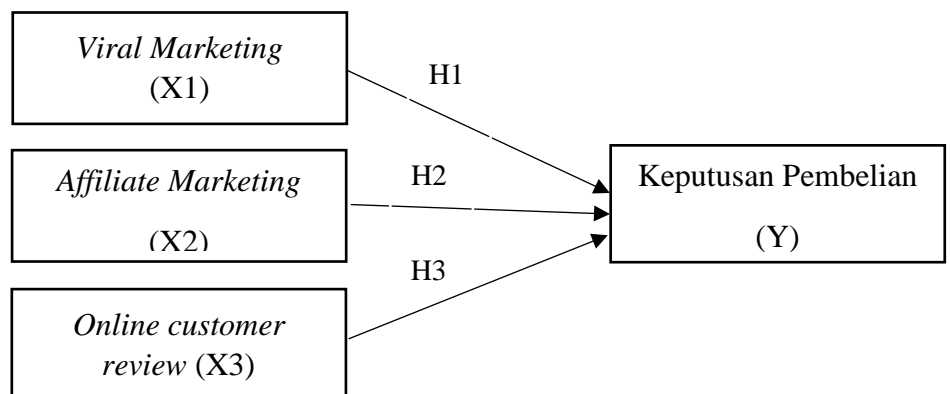 Viral Marketing
(X1)
H1
Affiliate Marketing
(X2)
H2
Keputusan Pembelian
(Y)
H3
Online customer
review (X3)